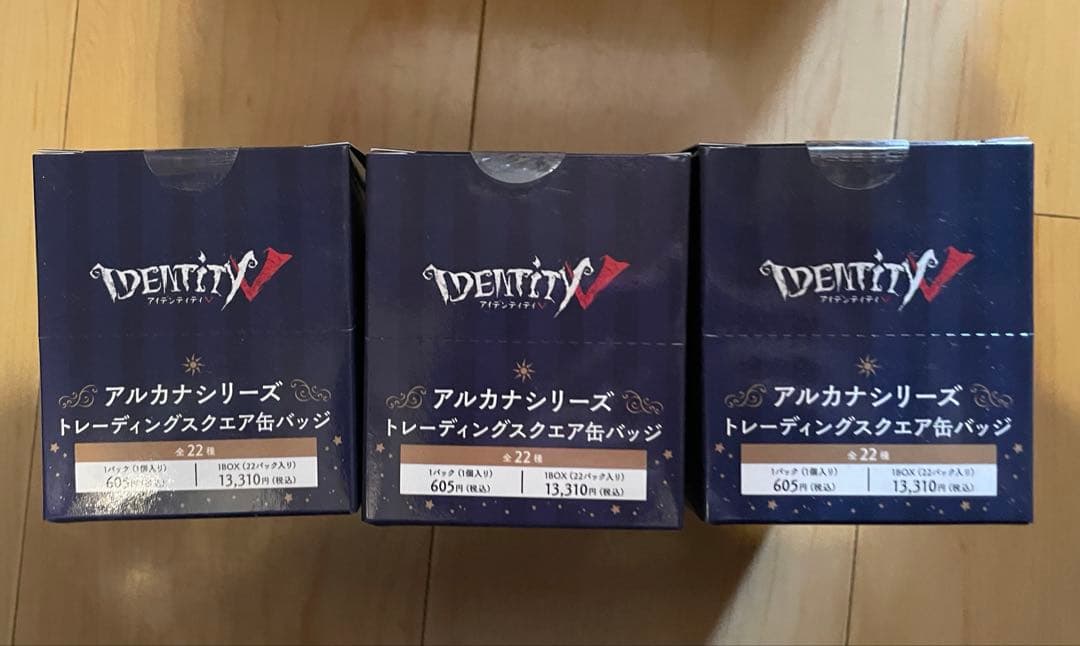 IDENTITY V
アイデンティティV
アルカナシリーズ
トレーディングスクエア缶バッジ
全22種
1パック (1個入り)
605円(税込)
1BOX (22パック入り)
13,310円(税込)
IDENTITY V
アイデンティティV
アルカナシリーズ
トレーディングスクエア缶バッジ
全22種
1パック (1個入り)
605円(税込)
1BOX (22パック入り)
13,310円(税込)
IDENTITY V
アイデンティティV
アルカナシリーズ
トレーディングスクエア缶バッジ
全22種
1パック (1個入り)
605円(税込)
1BOX (22パック入り)
13,310円(税込)